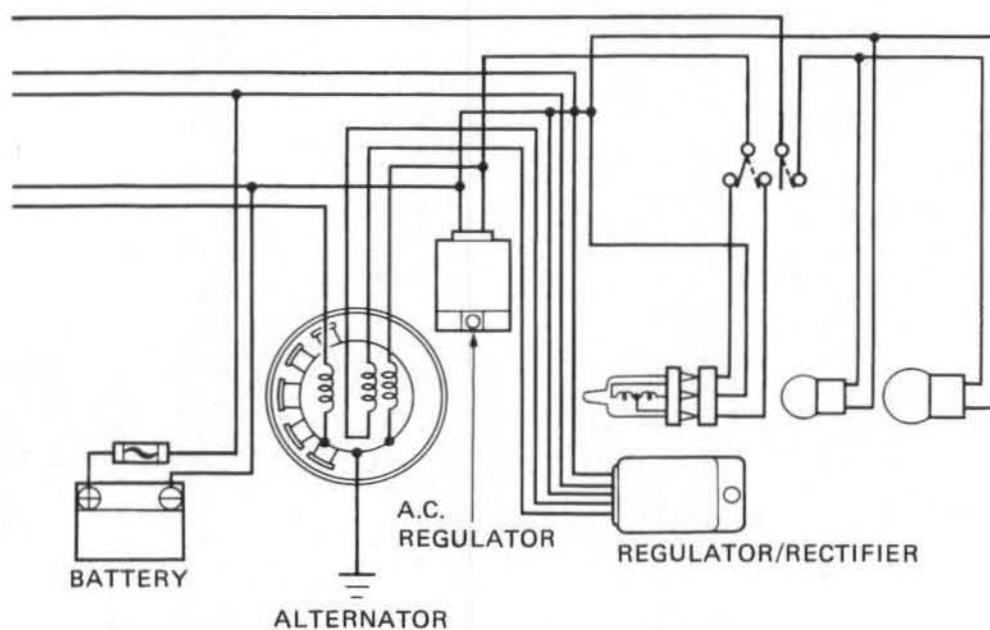 A.C.
REGULATOR
REGULATOR/RECTIFIER
BATTERY
ALTERNATOR